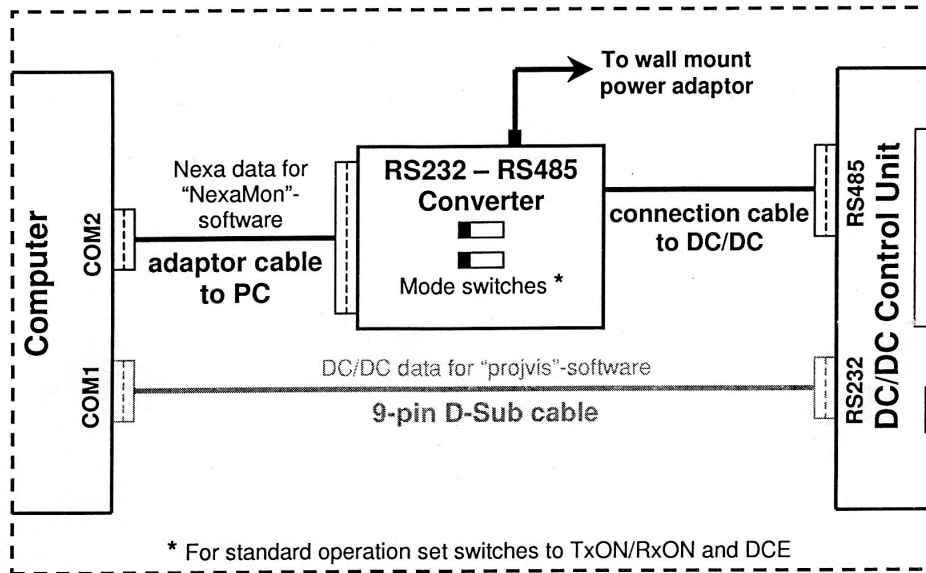 To wall mount
power adaptor
Nexa data for
“NexaMon”-
software
RS232 – RS485
Converter
Mode switches *
COM2
adaptor cable
to PC
connection cable
to DC/DC
RS485
Computer
DC/DC Control Unit
COM1
DC/DC data for “projvis”-software
9-pin D-Sub cable
RS232
* For standard operation set switches to TxON/RxON and DCE